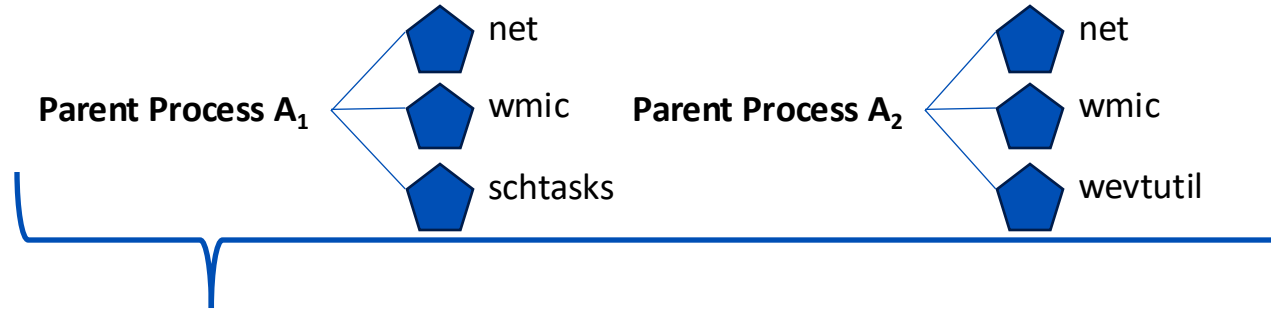 net
wmic
schtasks
Parent Process A₁
net
wmic
wevtutil
Parent Process A₂